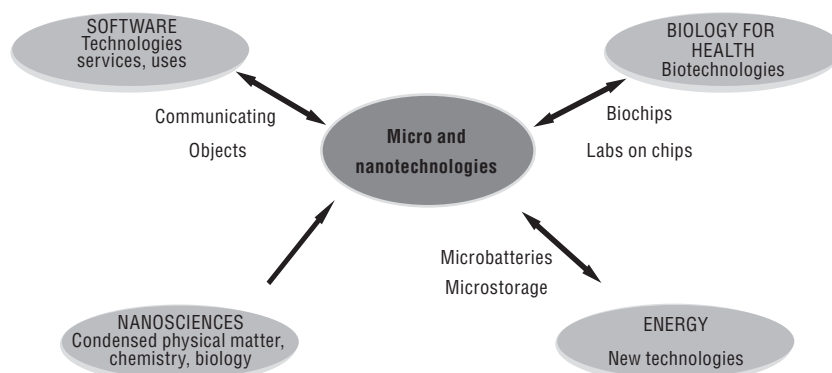 SOFTWARE
Technologies
services, uses
BIOLOGY FOR
HEALTH
Biotechnologies
Communicating
Objects
Micro and
nanotechnologies
Biochips
Labs on chips
Microbatteries
Microstorage
NANOSCIENCES
Condensed physical matter,
chemistry, biology
ENERGY
New technologies